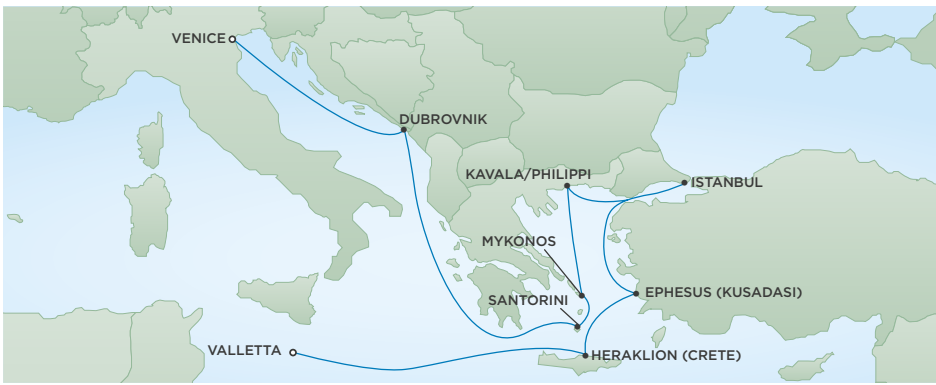 VENICE
DUBROVNIK
KAVALA/PHILIPPI
ISTANBUL
MYKONOS
EPHESUS (KUSADASI)
SANTORINI
VALLETTA
HERAKLION (CRETE)